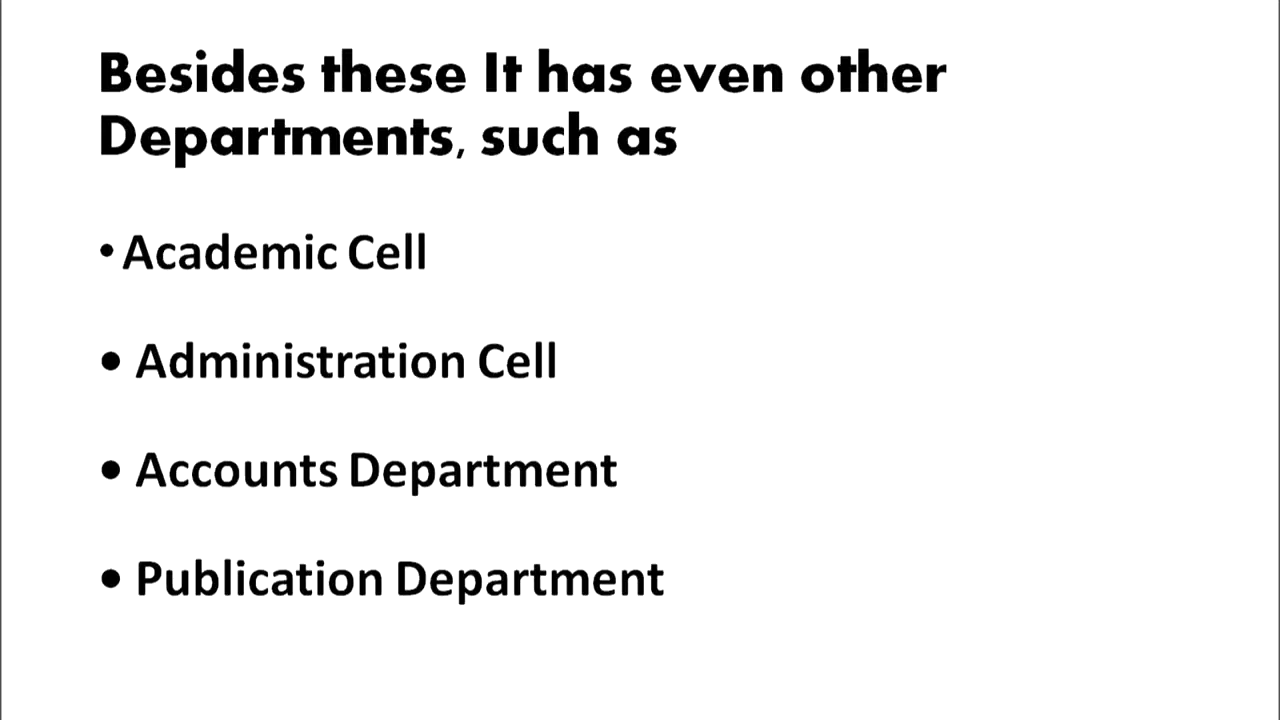 Besides these It has even other
Departments, such as
•Academic Cell
• Administration Cell
• Accounts Department
• Publication Department